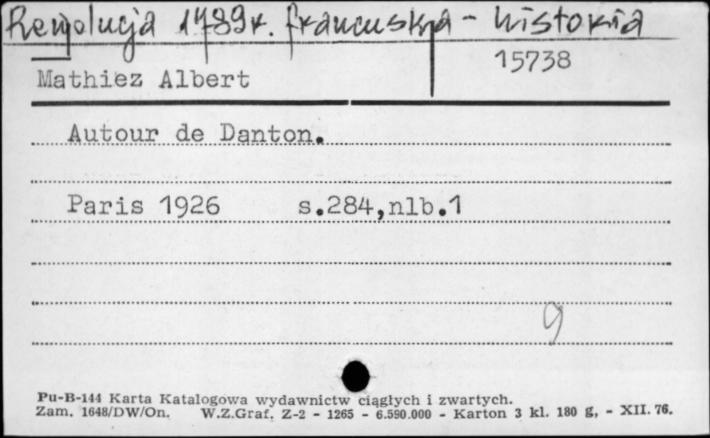 Rewolucja 1789r. francuska - historia
15738
Mathiez Albert
Autour de Danton.
Paris 1926 s.284,nlb.1
9
Pu-B-144 Karta Katalogowa wydawnictw ciągłych i zwartych.
Zam. 1648/DW/On. W.Z.Graf. Z-2 - 1265 - 6.590.000 - Karton 3 kl. 180 g, - XII. 76.